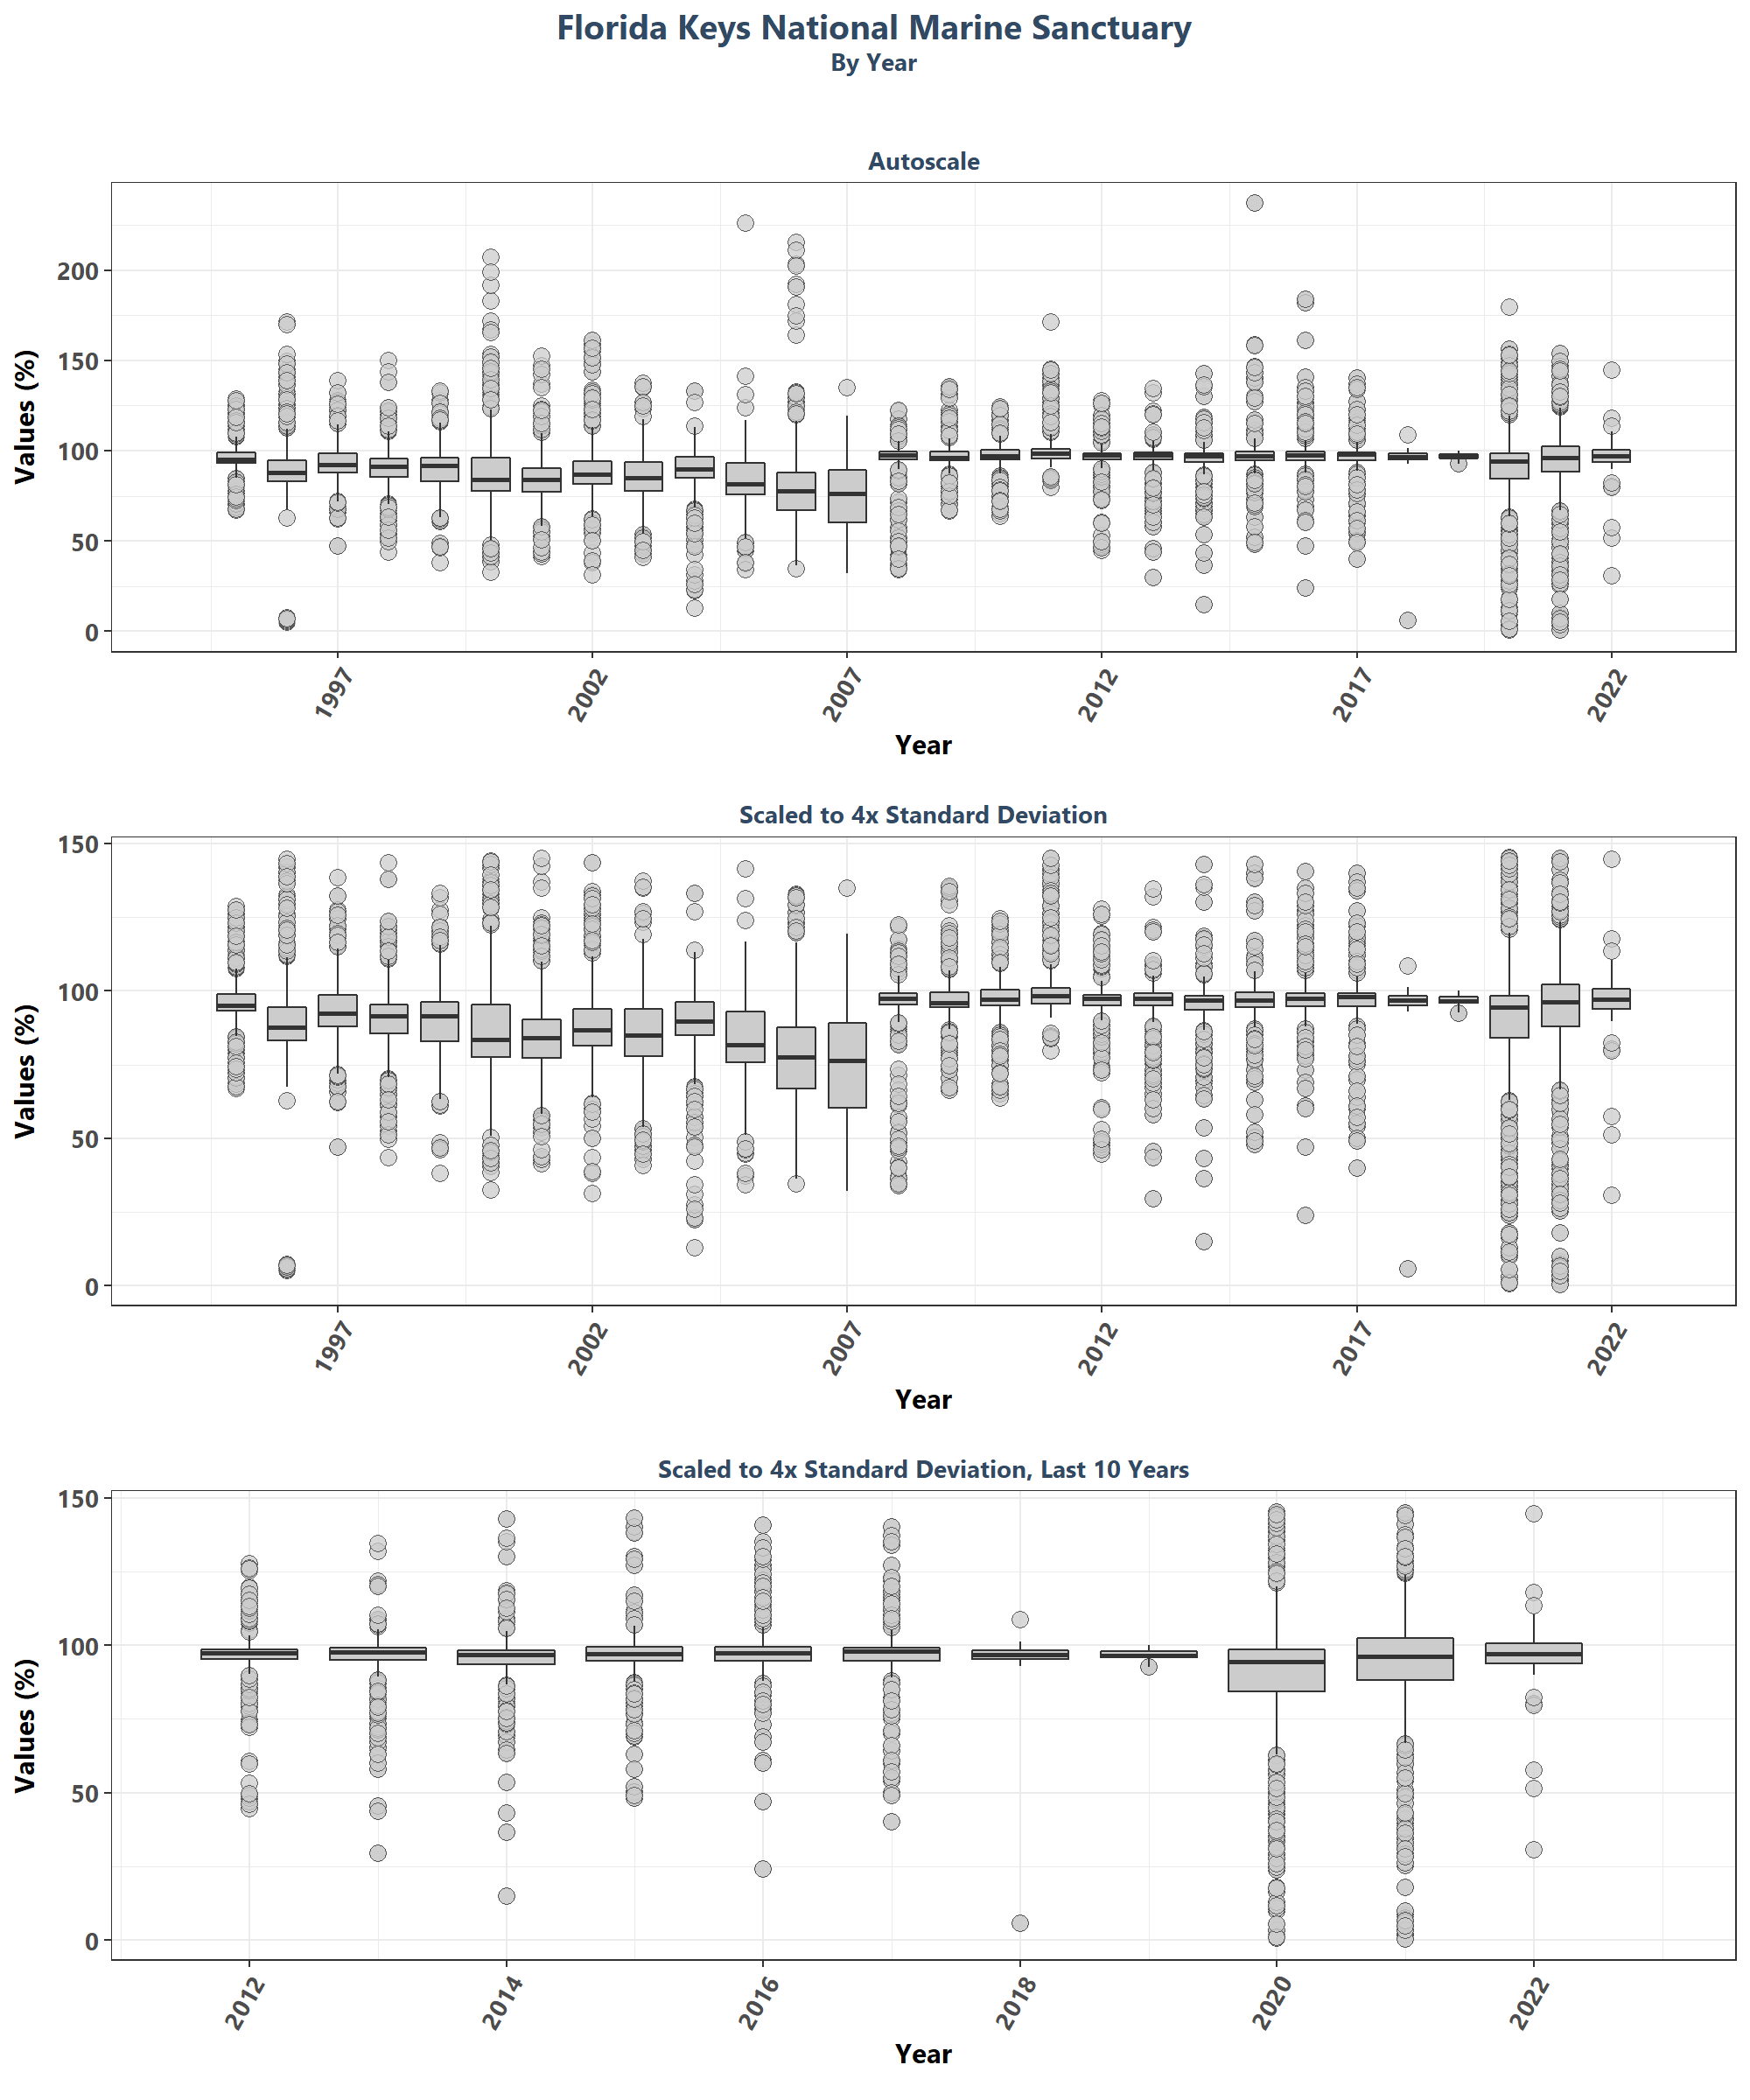 Florida Keys National Marine Sanctuary
By Year
Autoscale
Values (%)
200
150
100
50
0
1997
2002
2007
2012
2017
2022
Year
Scaled to 4x Standard Deviation
Values (%)
150
100
50
0
1997
2002
2007
2012
2017
2022
Year
Scaled to 4x Standard Deviation, Last 10 Years
Values (%)
150
100
50
0
2012
2014
2016
2018
2020
2022
Year